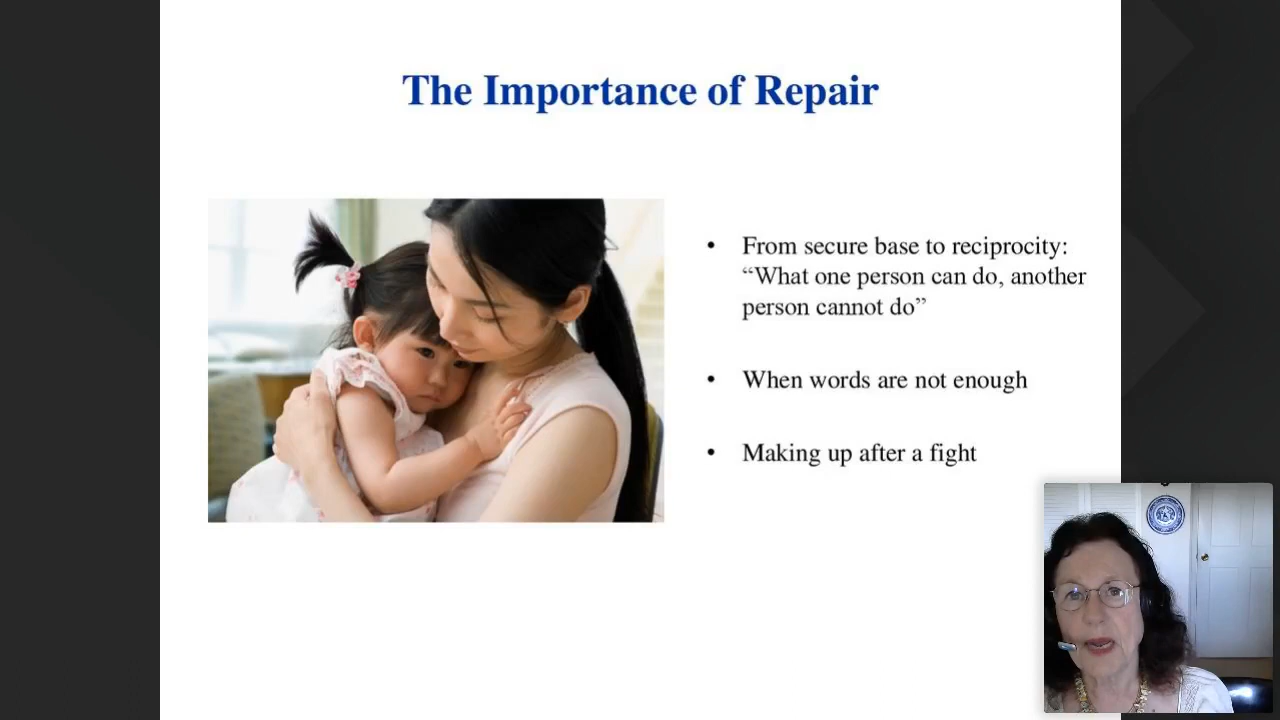 The Importance of Repair
• From secure base to reciprocity:
“What one person can do, another
person cannot do”
• When words are not enough
• Making up after a fight